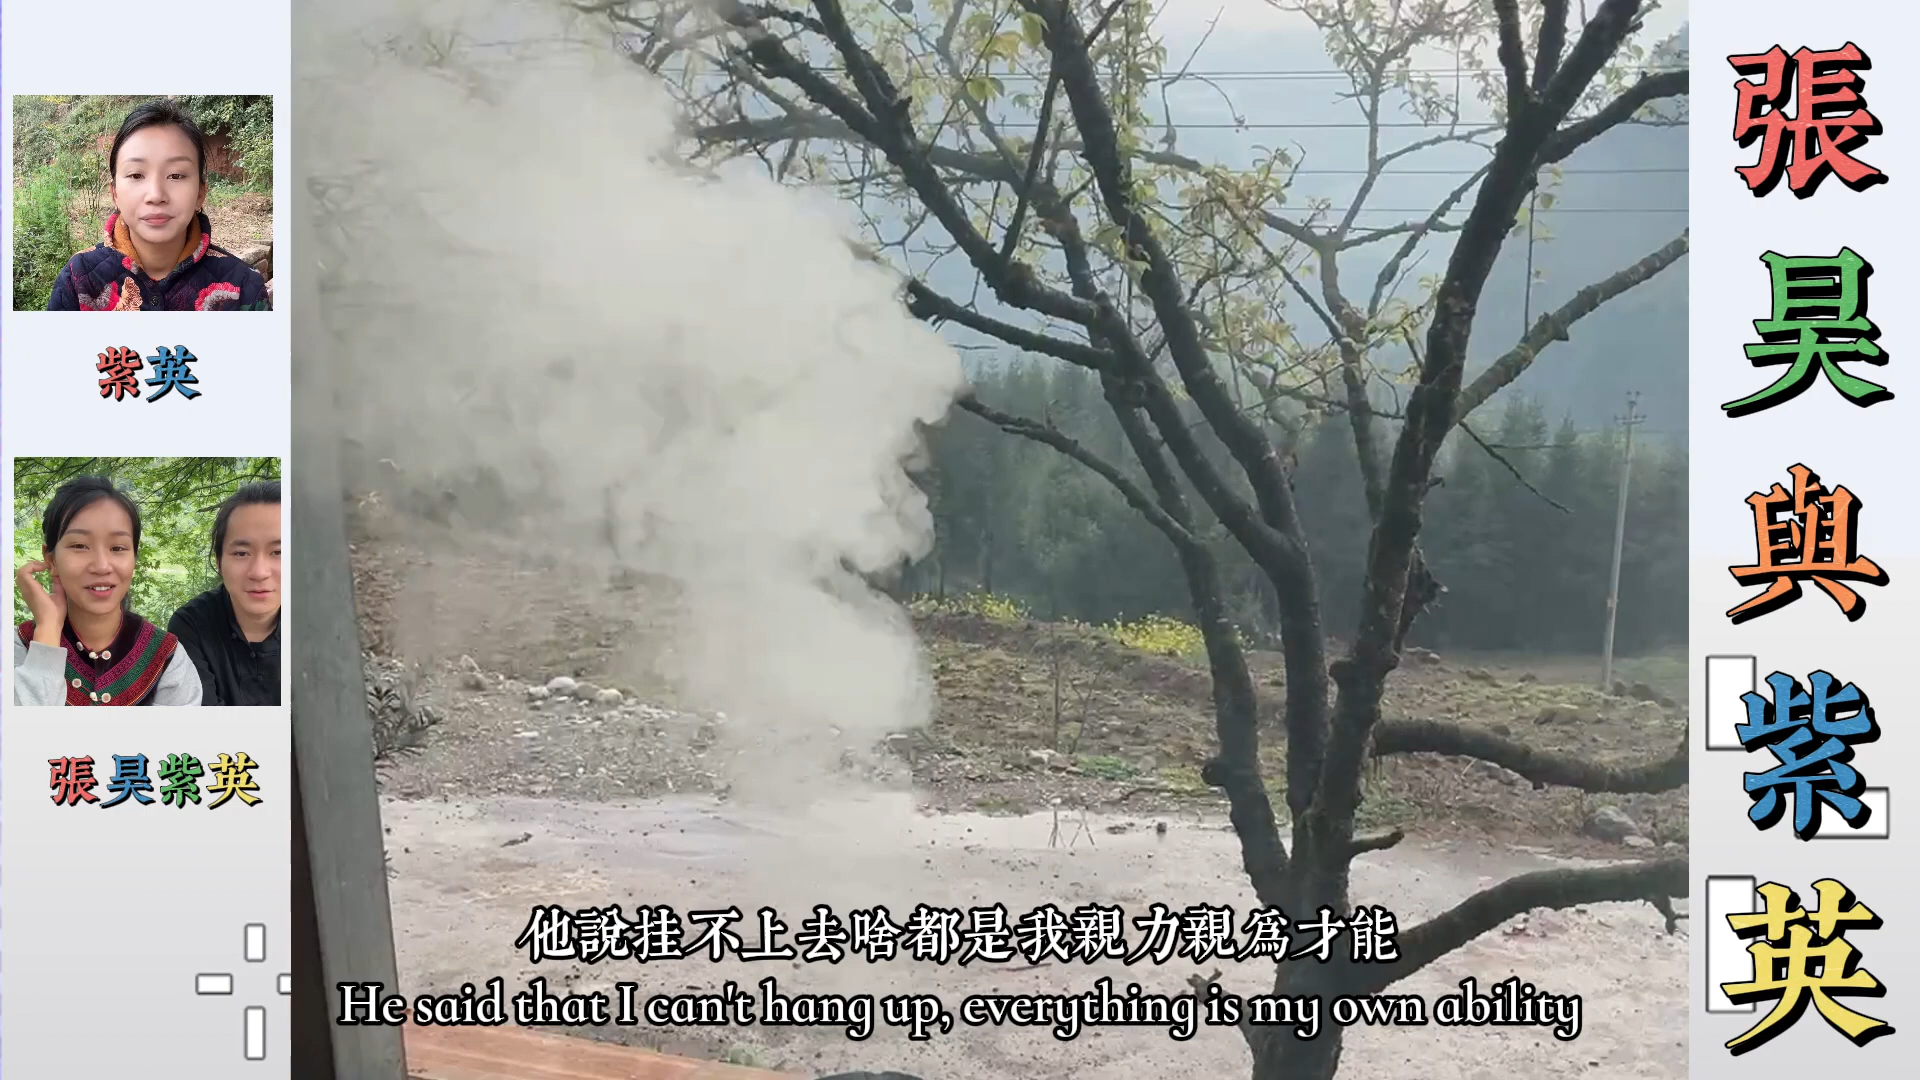 紫英
張昊紫英
他說挂不上去啥都是我親力親爲才能
He said that I can't hang up, everything is my own ability
張昊與紫英